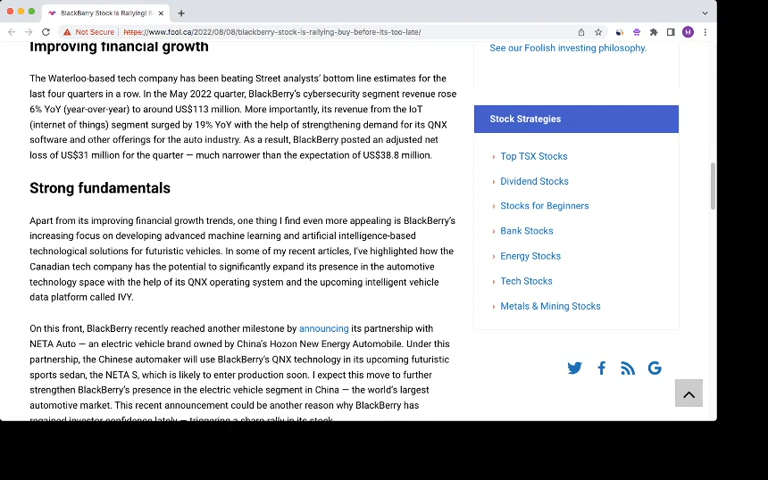 BlackBerry Stock Is Rallying! B
Not Secure
https://www.fool.ca/2022/08/08/blackberry-stock-is-rallying-buy-before-its-too-late/
M
Improving financial growth
The Waterloo-based tech company has been beating Street analysts' bottom line estimates for the
last four quarters in a row. In the May 2022 quarter, BlackBerry's cybersecurity segment revenue rose
6% YoY (year-over-year) to around US$113 million. More importantly, its revenue from the IoT
(internet of things) segment surged by 19% YoY with the help of strengthening demand for its QNX
software and other offerings for the auto industry. As a result, BlackBerry posted an adjusted net
loss of US$31 million for the quarter — much narrower than the expectation of US$38.8 million.
Strong fundamentals
Apart from its improving financial growth trends, one thing I find even more appealing is BlackBerry's
increasing focus on developing advanced machine learning and artificial intelligence-based
technological solutions for futuristic vehicles. In some of my recent articles, I've highlighted how the
Canadian tech company has the potential to significantly expand its presence in the automotive
technology space with the help of its QNX operating system and the upcoming intelligent vehicle
data platform called IVY.
On this front, BlackBerry recently reached another milestone by announcing its partnership with
NETA Auto — an electric vehicle brand owned by China's Hozon New Energy Automobile. Under this
partnership, the Chinese automaker will use BlackBerry's QNX technology in its upcoming futuristic
sports sedan, the NETA S, which is likely to enter production soon. I expect this move to further
strengthen BlackBerry's presence in the electric vehicle segment in China — the world's largest
automotive market. This recent announcement could be another reason why BlackBerry has
regained investor confidence lately — triggering a sharp rally in its stock.
See our Foolish investing philosophy.
Stock Strategies
Top TSX Stocks
Dividend Stocks
Stocks for Beginners
Bank Stocks
Energy Stocks
Tech Stocks
Metals & Mining Stocks